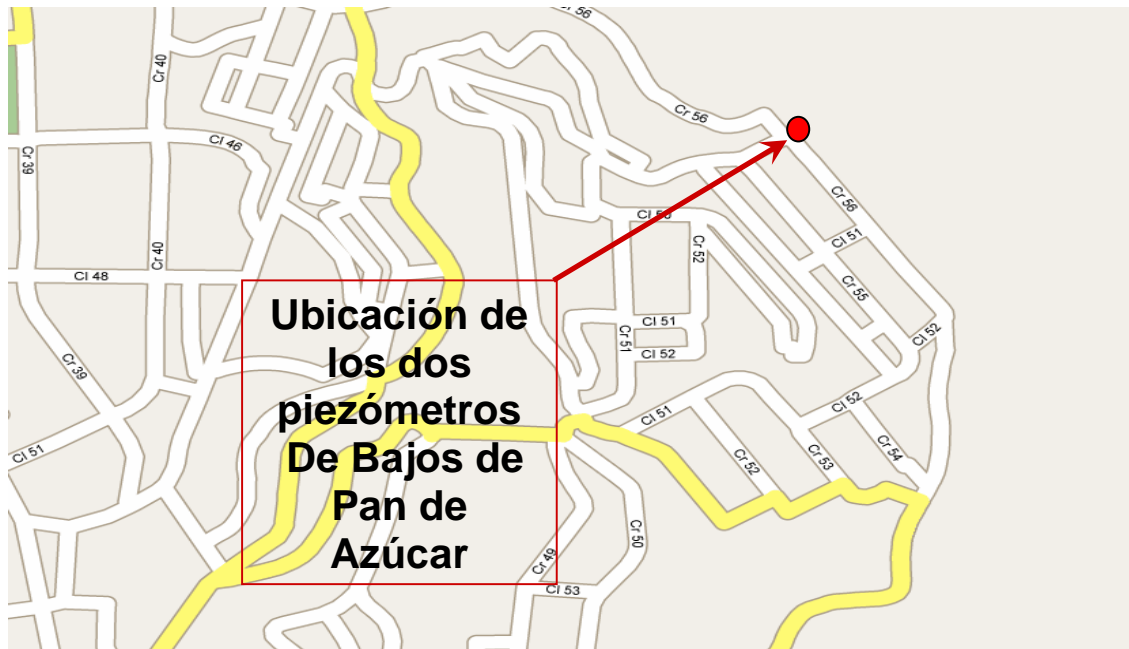 Cr 56
Cr 40
Cr 56
Cl 46
Cr 39
Cr 56
Cl 50
Cl 51
Cr 40
Cr 52
Cl 48
Cr 55
Ubicación de
los dos
piezómetros
De Bajos de
Pan de
Azúcar
Cl 51
Cr 51
Cl 52
Cl 52
Cr 39
Cl 52
Cl 51
Cl 51
Cr 54
Cr 52
Cr 53
Cr 50
Cr 49
Cl 53